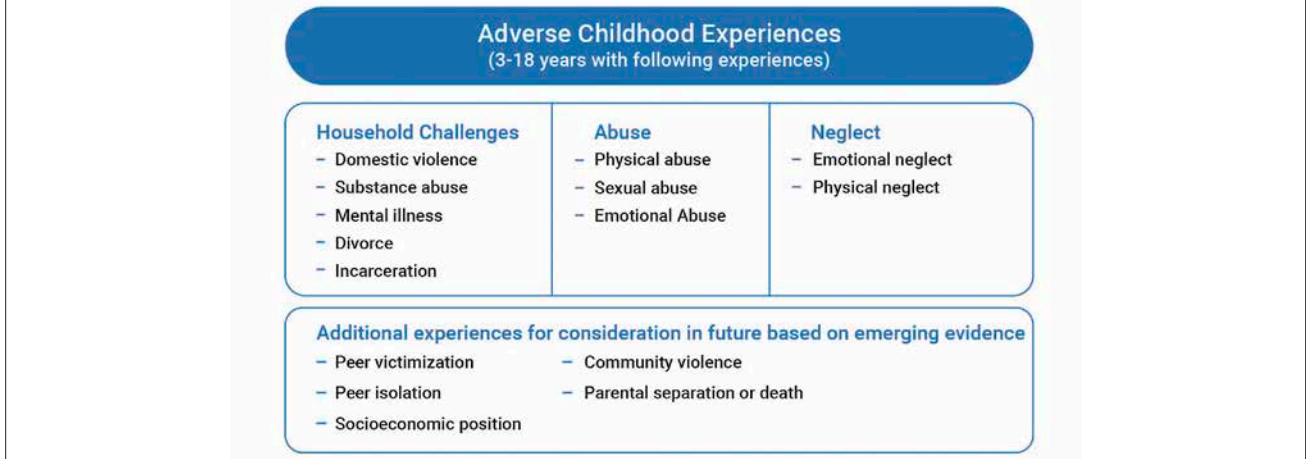 Adverse Childhood Experiences
(3-18 years with following experiences)
Household Challenges
– Domestic violence
– Substance abuse
– Mental illness
– Divorce
– Incarceration
Abuse
– Physical abuse
– Sexual abuse
– Emotional Abuse
Neglect
– Emotional neglect
– Physical neglect
Additional experiences for consideration in future based on emerging evidence
– Peer victimization
– Peer isolation
– Socioeconomic position
– Community violence
– Parental separation or death